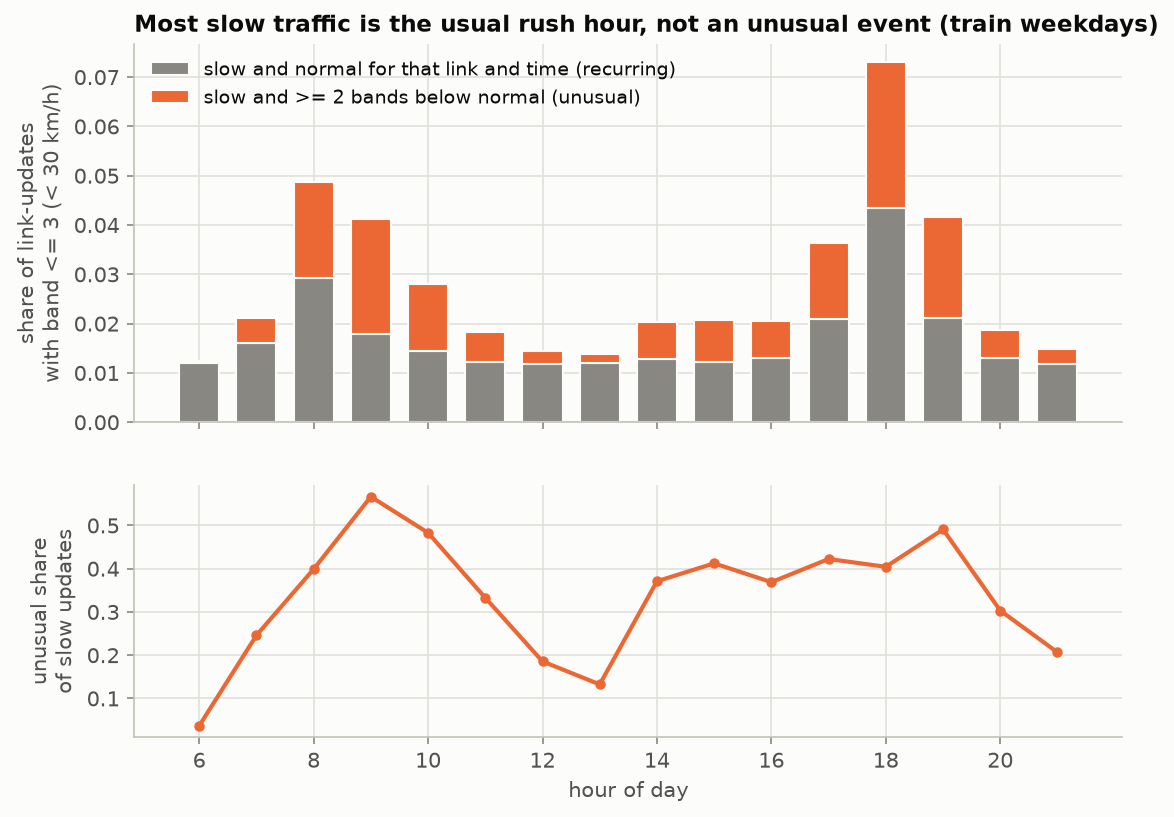 Most slow traffic is the usual rush hour, not an unusual event (train weekdays)
slow and normal for that link and time (recurring)
slow and >= 2 bands below normal (unusual)
share of link-updates
with band <= 3 (< 30 km/h)
0.07
0.06
0.05
0.04
0.03
0.02
0.01
0.00
unusual share
of slow updates
0.5
0.4
0.3
0.2
0.1
6 8 10 12 14 16 18 20
hour of day